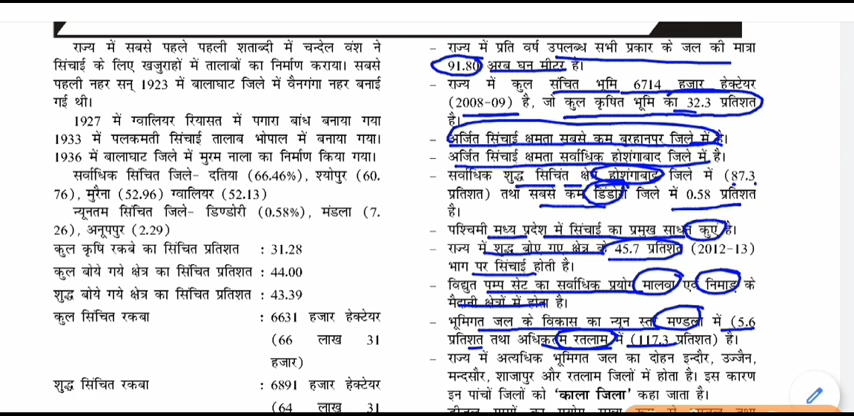 राज्य में सबसे पहले पहली शताब्दी में चन्देल वंश ने
सिंचाई के लिए खजुराहों में तालाबों का निर्माण कराया। सबसे
पहली नहर सन् 1923 में बालाघाट जिले में वैनगंगा नहर बनाई
गई थी।
1927 में ग्वालियर रियासत में पगारा बांध बनाया गया
1933 में पलकमती सिंचाई तालाब भोपाल में बनाया गया।
1936 में बालाघाट जिले में मुरम नाला का निर्माण किया गया।
सर्वाधिक सिंचित जिले- दतिया (66.46%), श्योपुर (60.
76), मुरैना (52.96) ग्वालियर (52.13)
न्यूनतम सिंचित जिले- डिण्डोरी (0.58%), मंडला (7.
26), अनूपपुर (2.29)
कुल कृषि रकबे का सिंचित प्रतिशत : 31.28
कुल बोये गये क्षेत्र का सिंचित प्रतिशत : 44.00
शुद्ध बोये गये क्षेत्र का सिंचित प्रतिशत : 43.39
कुल सिंचित रकबा : 6631 हजार हेक्टेयर
(66 लाख 31
हजार)
शुद्ध सिंचित रकबा : 6891 हजार हेक्टेयर
(64 लाख 31
– राज्य में प्रति वर्ष उपलब्ध सभी प्रकार के जल की मात्रा
91.80 अरब घन मीटर है।
– राज्य में कुल संचित भूमि 6714 हजार हेक्टेयर
(2008-09) है, जो कुल कृषित भूमि का 32.3 प्रतिशत
है।
– अर्जित सिंचाई क्षमता सबसे कम बुरहानपुर जिले में है।
– अर्जित सिंचाई क्षमता सर्वाधिक होशंगाबाद जिले में है।
– सर्वाधिक शुद्ध सिचिंत क्षेत्र होशंगाबाद जिले में (87.3
प्रतिशत) तथा सबसे कम डिंडोरी जिले में 0.58 प्रतिशत
है।
– पश्चिमी मध्य प्रदेश में सिंचाई का प्रमुख साधन कुए है।
– राज्य में शुद्ध बोए गए क्षेत्र के 45.7 प्रतिशत (2012-13)
भाग पर सिंचाई होती है।
– विद्युत पम्प सेट का सर्वाधिक प्रयोग मालवा एवं निमाड़ के
मैदानी क्षेत्रों में होता है।
– भूमिगत जल के विकास का न्यून स्तर मण्डला में (5.6
प्रतिशत तथा अधिकतम रतलाम में (117.3 प्रतिशत) है।
– राज्य में अत्यधिक भूमिगत जल का दोहन इन्दौर, उज्जैन,
मन्दसौर, शाजापुर और रतलाम जिलों में होता है। इस कारण
इन पांचों जिलों को 'काला जिला' कहा जाता है।